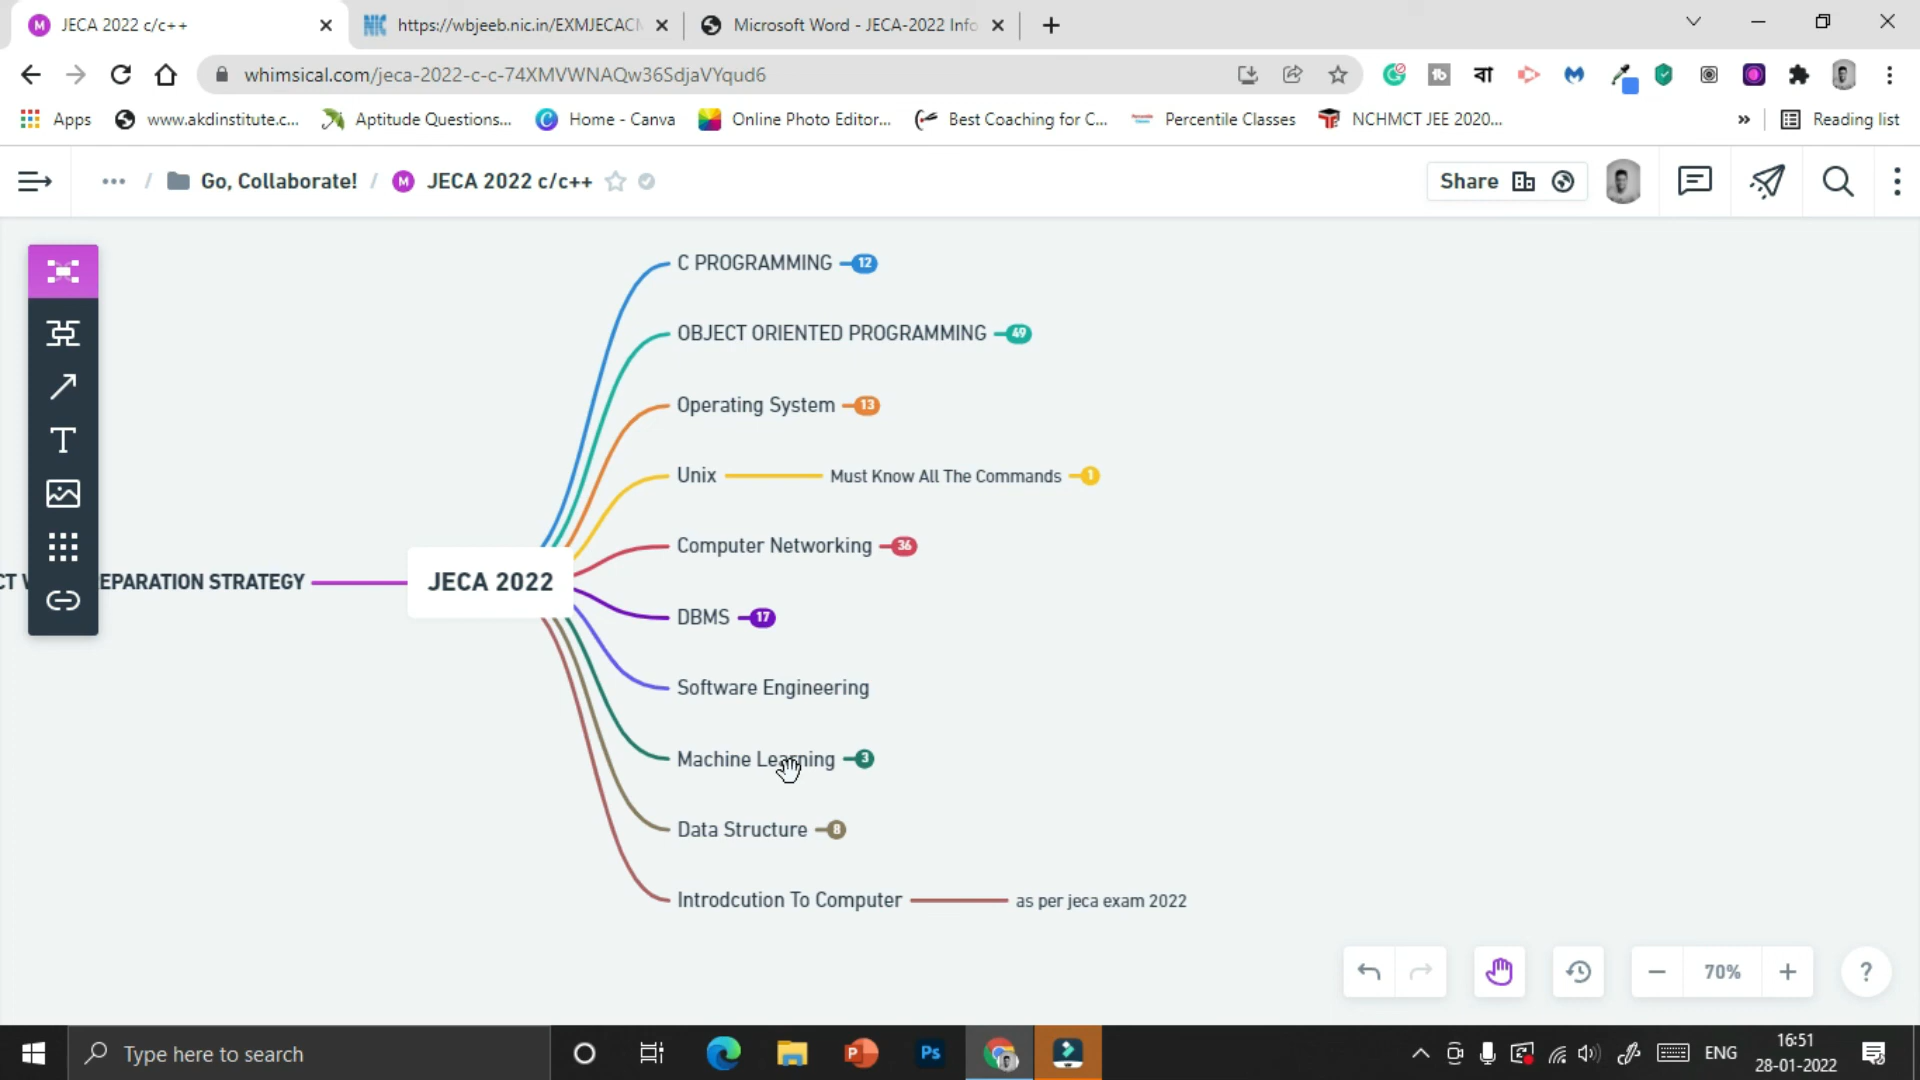 JECA 2022 c/c++
https://wbjeeb.nic.in/EXMJECACN
Microsoft Word - JECA-2022 Info
whimsical.com/jeca-2022-c-c-74XMVWNAQw36SdjaVYqud6
Apps
www.akdinstitute.c...
Aptitude Questions...
Home - Canva
Online Photo Editor...
Best Coaching for C...
Percentile Classes
NCHMCT JEE 2020...
Reading list
... / Go, Collaborate! / M JECA 2022 c/c++
Share
C PROGRAMMING 12
OBJECT ORIENTED PROGRAMMING 49
Operating System 13
Unix Must Know All The Commands 1
Computer Networking 36
CT EPARATION STRATEGY JECA 2022
DBMS 17
Software Engineering
Machine Learning 3
Data Structure 8
Introdcution To Computer as per jeca exam 2022
70%
?
Type here to search
Ps
ENG
16:51
28-01-2022